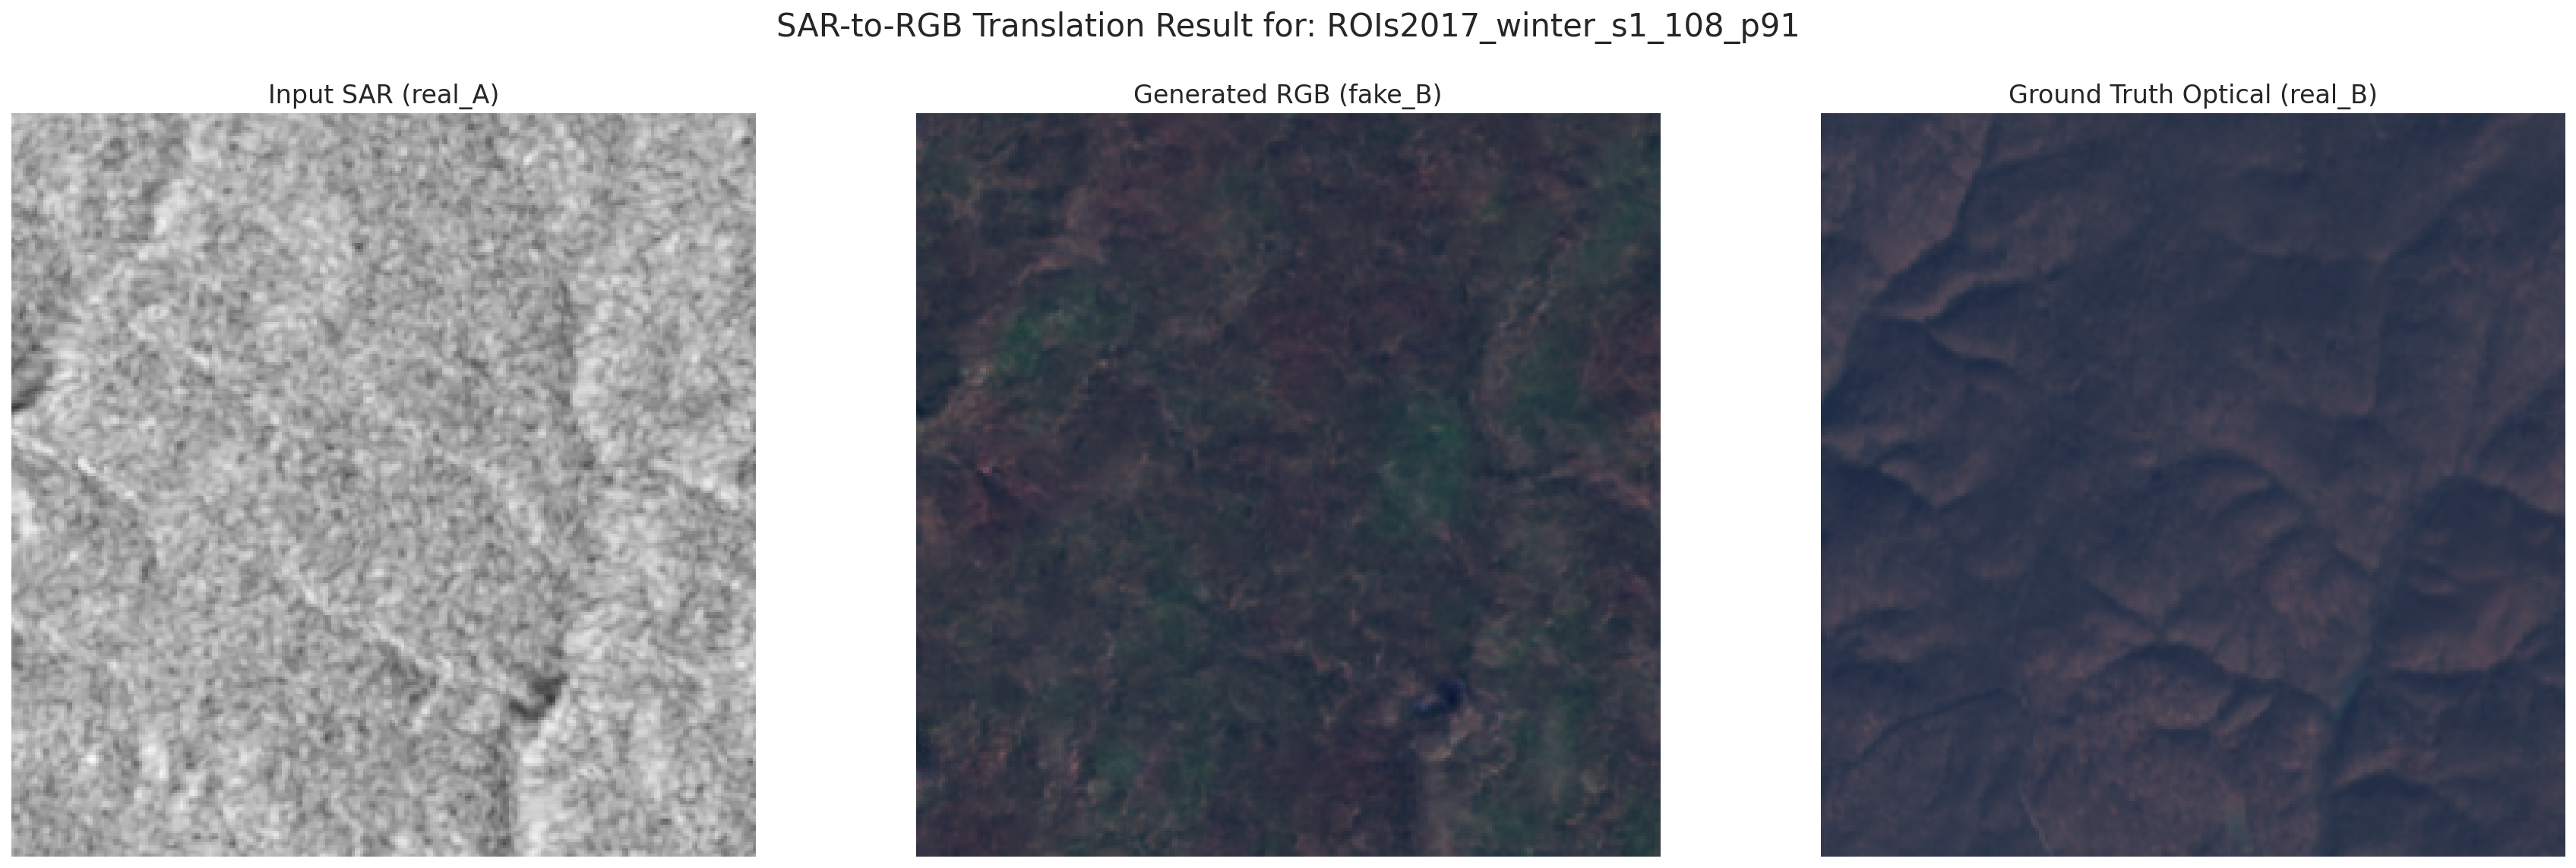 SAR-to-RGB Translation Result for: ROIs2017_winter_s1_108_p91
Input SAR (real_A)
Generated RGB (fake_B)
Ground Truth Optical (real_B)